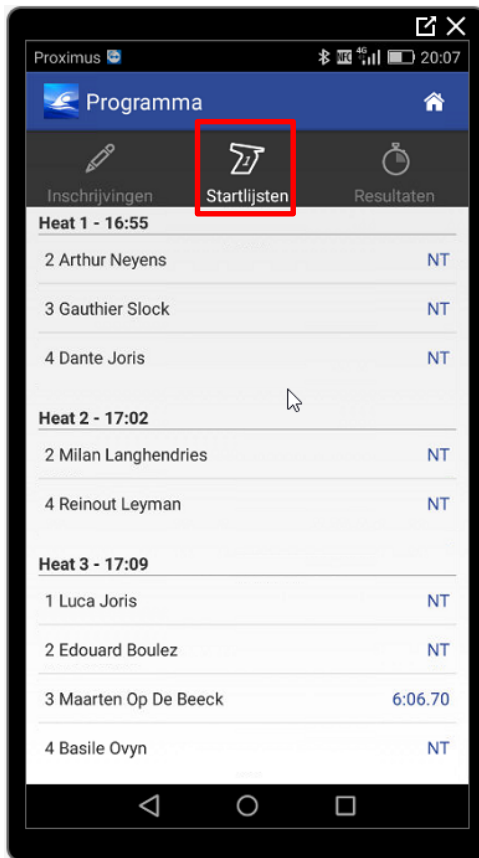 Proximus NFC 4G 20:07
Programma
Inschrijvingen Startlijsten Resultaten
Heat 1 - 16:55
2 Arthur Neyens NT
3 Gauthier Slock NT
4 Dante Joris NT
Heat 2 - 17:02
2 Milan Langhendries NT
4 Reinout Leyman NT
Heat 3 - 17:09
1 Luca Joris NT
2 Edouard Boulez NT
3 Maarten Op De Beeck 6:06.70
4 Basile Ovyn NT